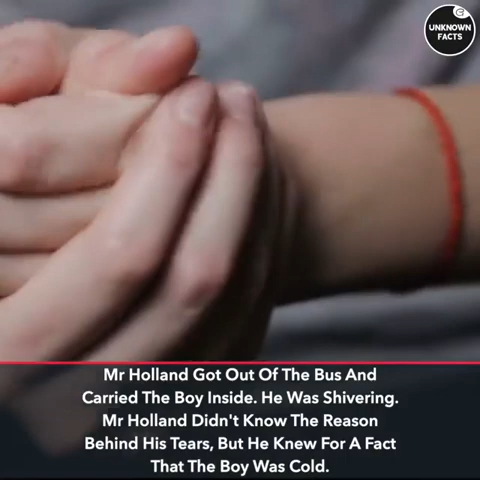 UNKNOWN
FACTS
Mr Holland Got Out Of The Bus And
Carried The Boy Inside. He Was Shivering.
Mr Holland Didn't Know The Reason
Behind His Tears, But He Knew For A Fact
That The Boy Was Cold.